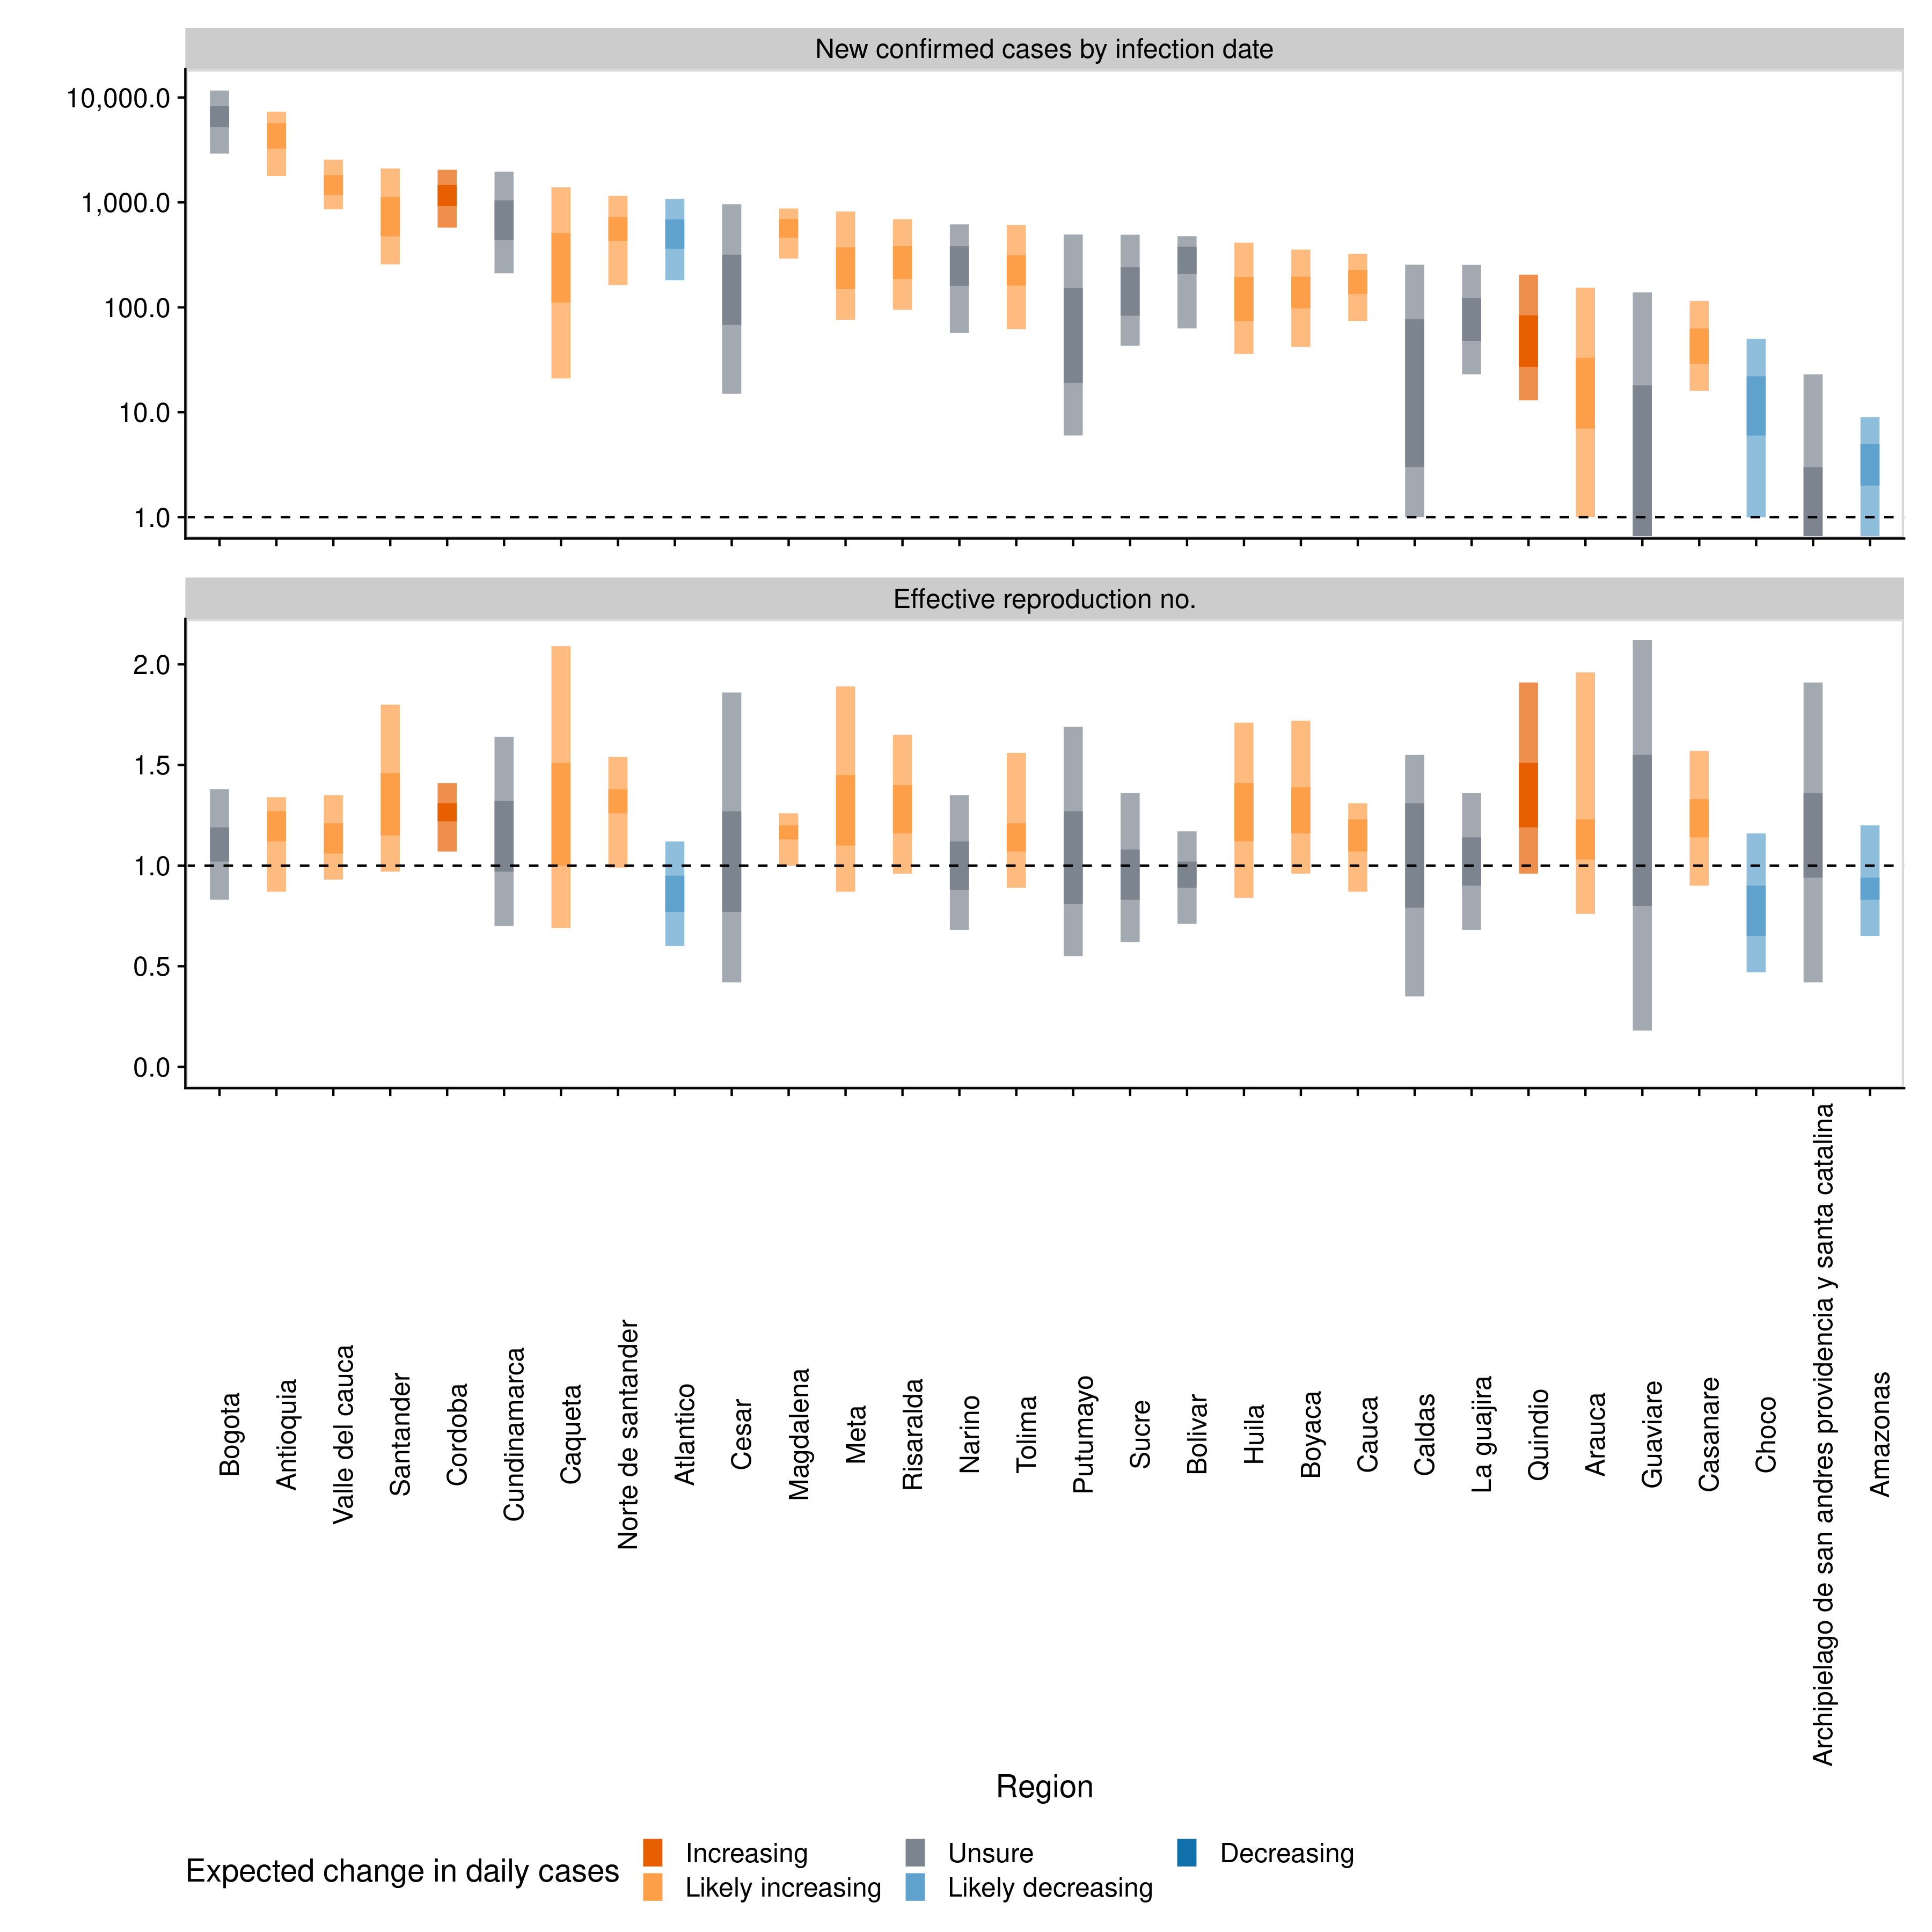 New confirmed cases by infection date
10,000.0
1,000.0
100.0
10.0
1.0
Effective reproduction no.
2.0
1.5
1.0
0.5
0.0
Bogota
Antioquia
Valle del cauca
Santander
Cordoba
Cundinamarca
Caqueta
Norte de santander
Atlantico
Cesar
Magdalena
Meta
Risaralda
Narino
Tolima
Putumayo
Sucre
Bolivar
Huila
Boyaca
Cauca
Caldas
La guajira
Quindio
Arauca
Guaviare
Casanare
Choco
Archipielago de san andres providencia y santa catalina
Amazonas
Region
Expected change in daily cases
Increasing
Likely increasing
Unsure
Likely decreasing
Decreasing